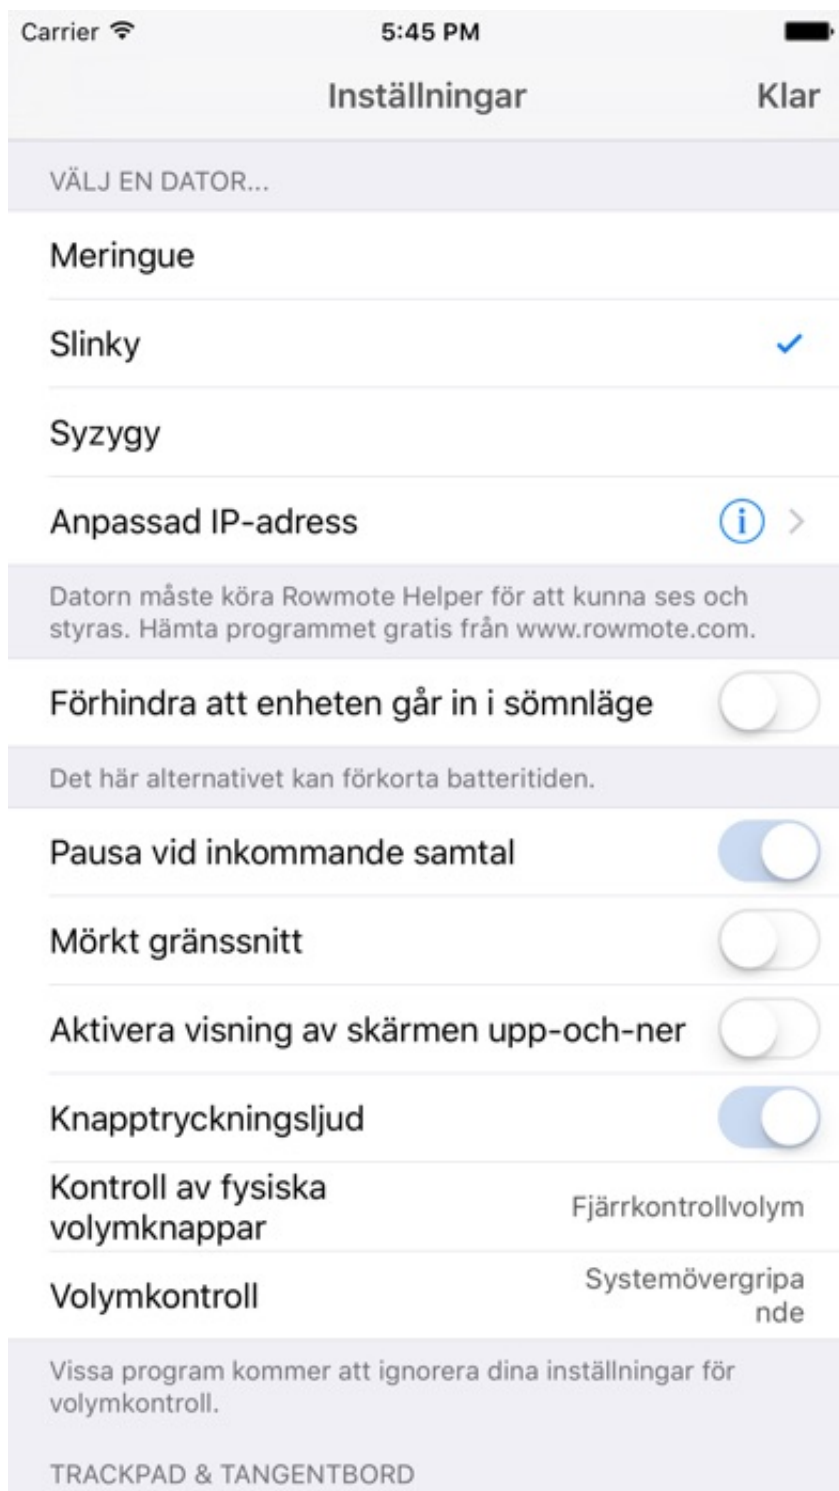 Carrier
5:45 PM
Inställningar
Klar
VÄLJ EN DATOR...
Meringue
Slinky
Syzygy
Anpassad IP-adress
Datorn måste köra Rowmote Helper för att kunna ses och
styras. Hämta programmet gratis från www.rowmote.com.
Förhindra att enheten går in i sömnläge
Det här alternativet kan förkorta batteritiden.
Pausa vid inkommande samtal
Mörkt gränssnitt
Aktivera visning av skärmen upp-och-ner
Knapptryckningsljud
Kontroll av fysiska
volymknappar
Fjärrkontrollvolym
Volymkontroll
Systemövergripa
nde
Vissa program kommer att ignorera dina inställningar för
volymkontroll.
TRACKPAD & TANGENTBORD